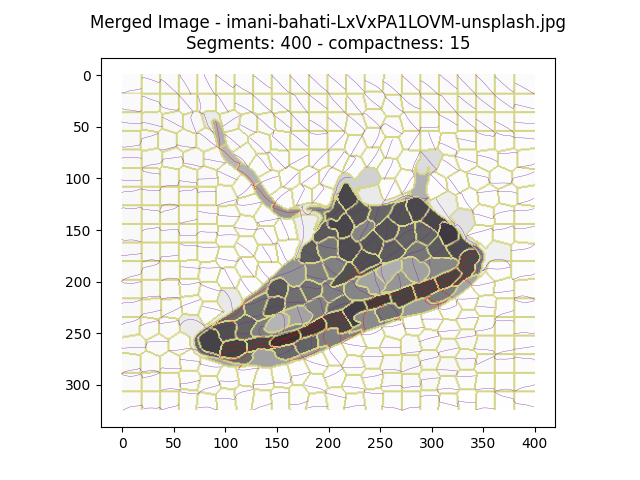 Merged Image - imani-bahati-LxVxPA1LOVM-unsplash.jpg
Segments: 400 - compactness: 15
0
50
100
150
200
250
300
0 50 100 150 200 250 300 350 400